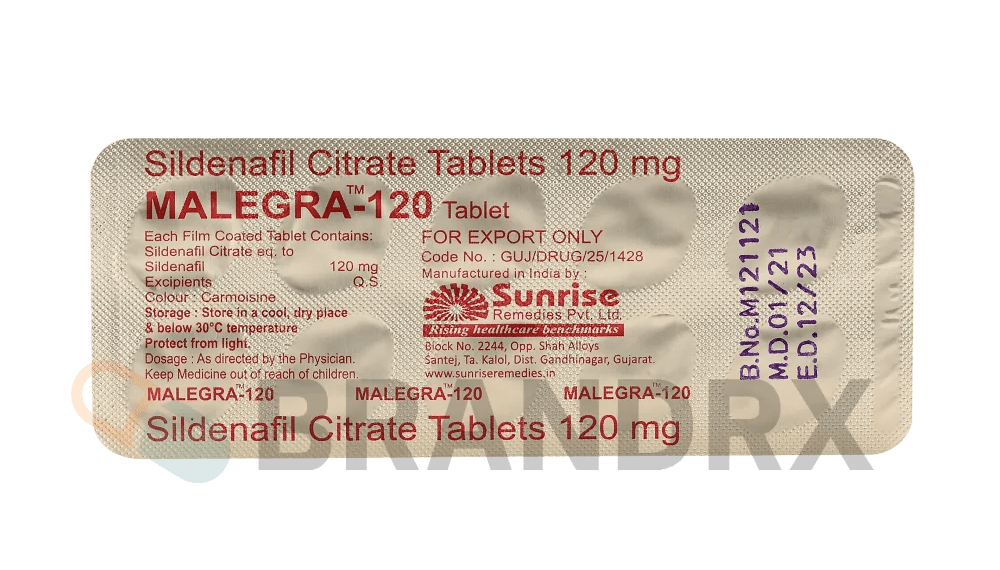 Sildenafil Citrate Tablets 120 mg
MALEGRA™-120 Tablet
Each Film Coated Tablet Contains:
Sildenafil Citrate eq. to
Sildenafil 120 mg
Excipients Q.S.
Colour : Carmoisine
Storage : Store in a cool, dry place
& below 30°C temperature
Protect from light.
Dosage : As directed by the Physician.
Keep Medicine out of reach of children.
FOR EXPORT ONLY
Code No. : GUJ/DRUG/25/1428
Manufactured in India by :
Sunrise
Remedies Pvt. Ltd.
Rising healthcare benchmarks
Block No. 2244, Opp. Shah Alloys
Santej, Ta. Kalol, Dist. Gandhinagar, Gujarat.
www.sunriseremedies.in
MALEGRA™-120 MALEGRA™-120 MALEGRA™-120
Sildenafil Citrate Tablets 120 mg
B.No.M121121
M.D.01/21
E.D.12/23
BRANDRX